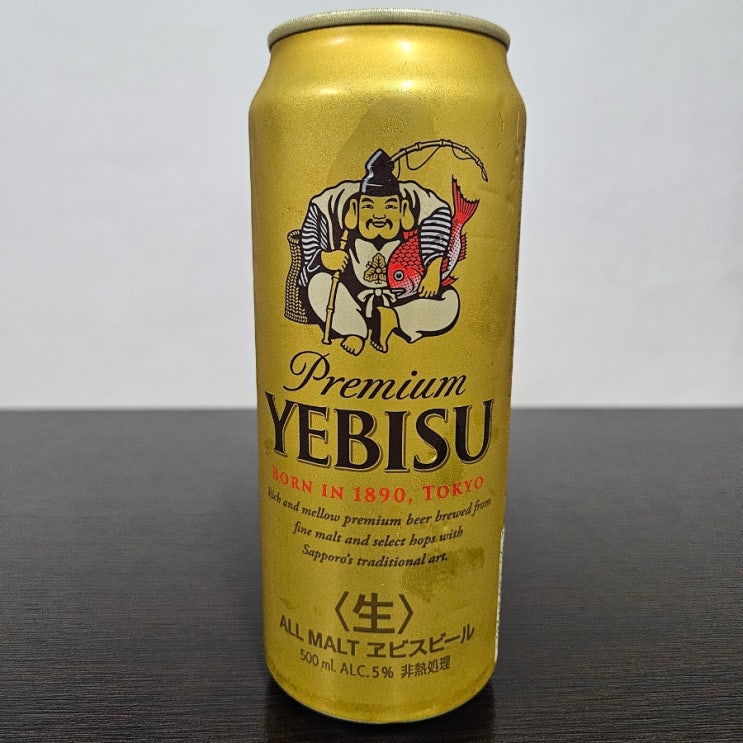 Premium
YEBISU
BORN IN 1890, TOKYO
Rich and mellow premium beer brewed from
fine malt and select hops with
Sapporo's traditional art.
〈生〉
ALL MALT ヱビスビール
500 ml ALC.5% 非熱処理